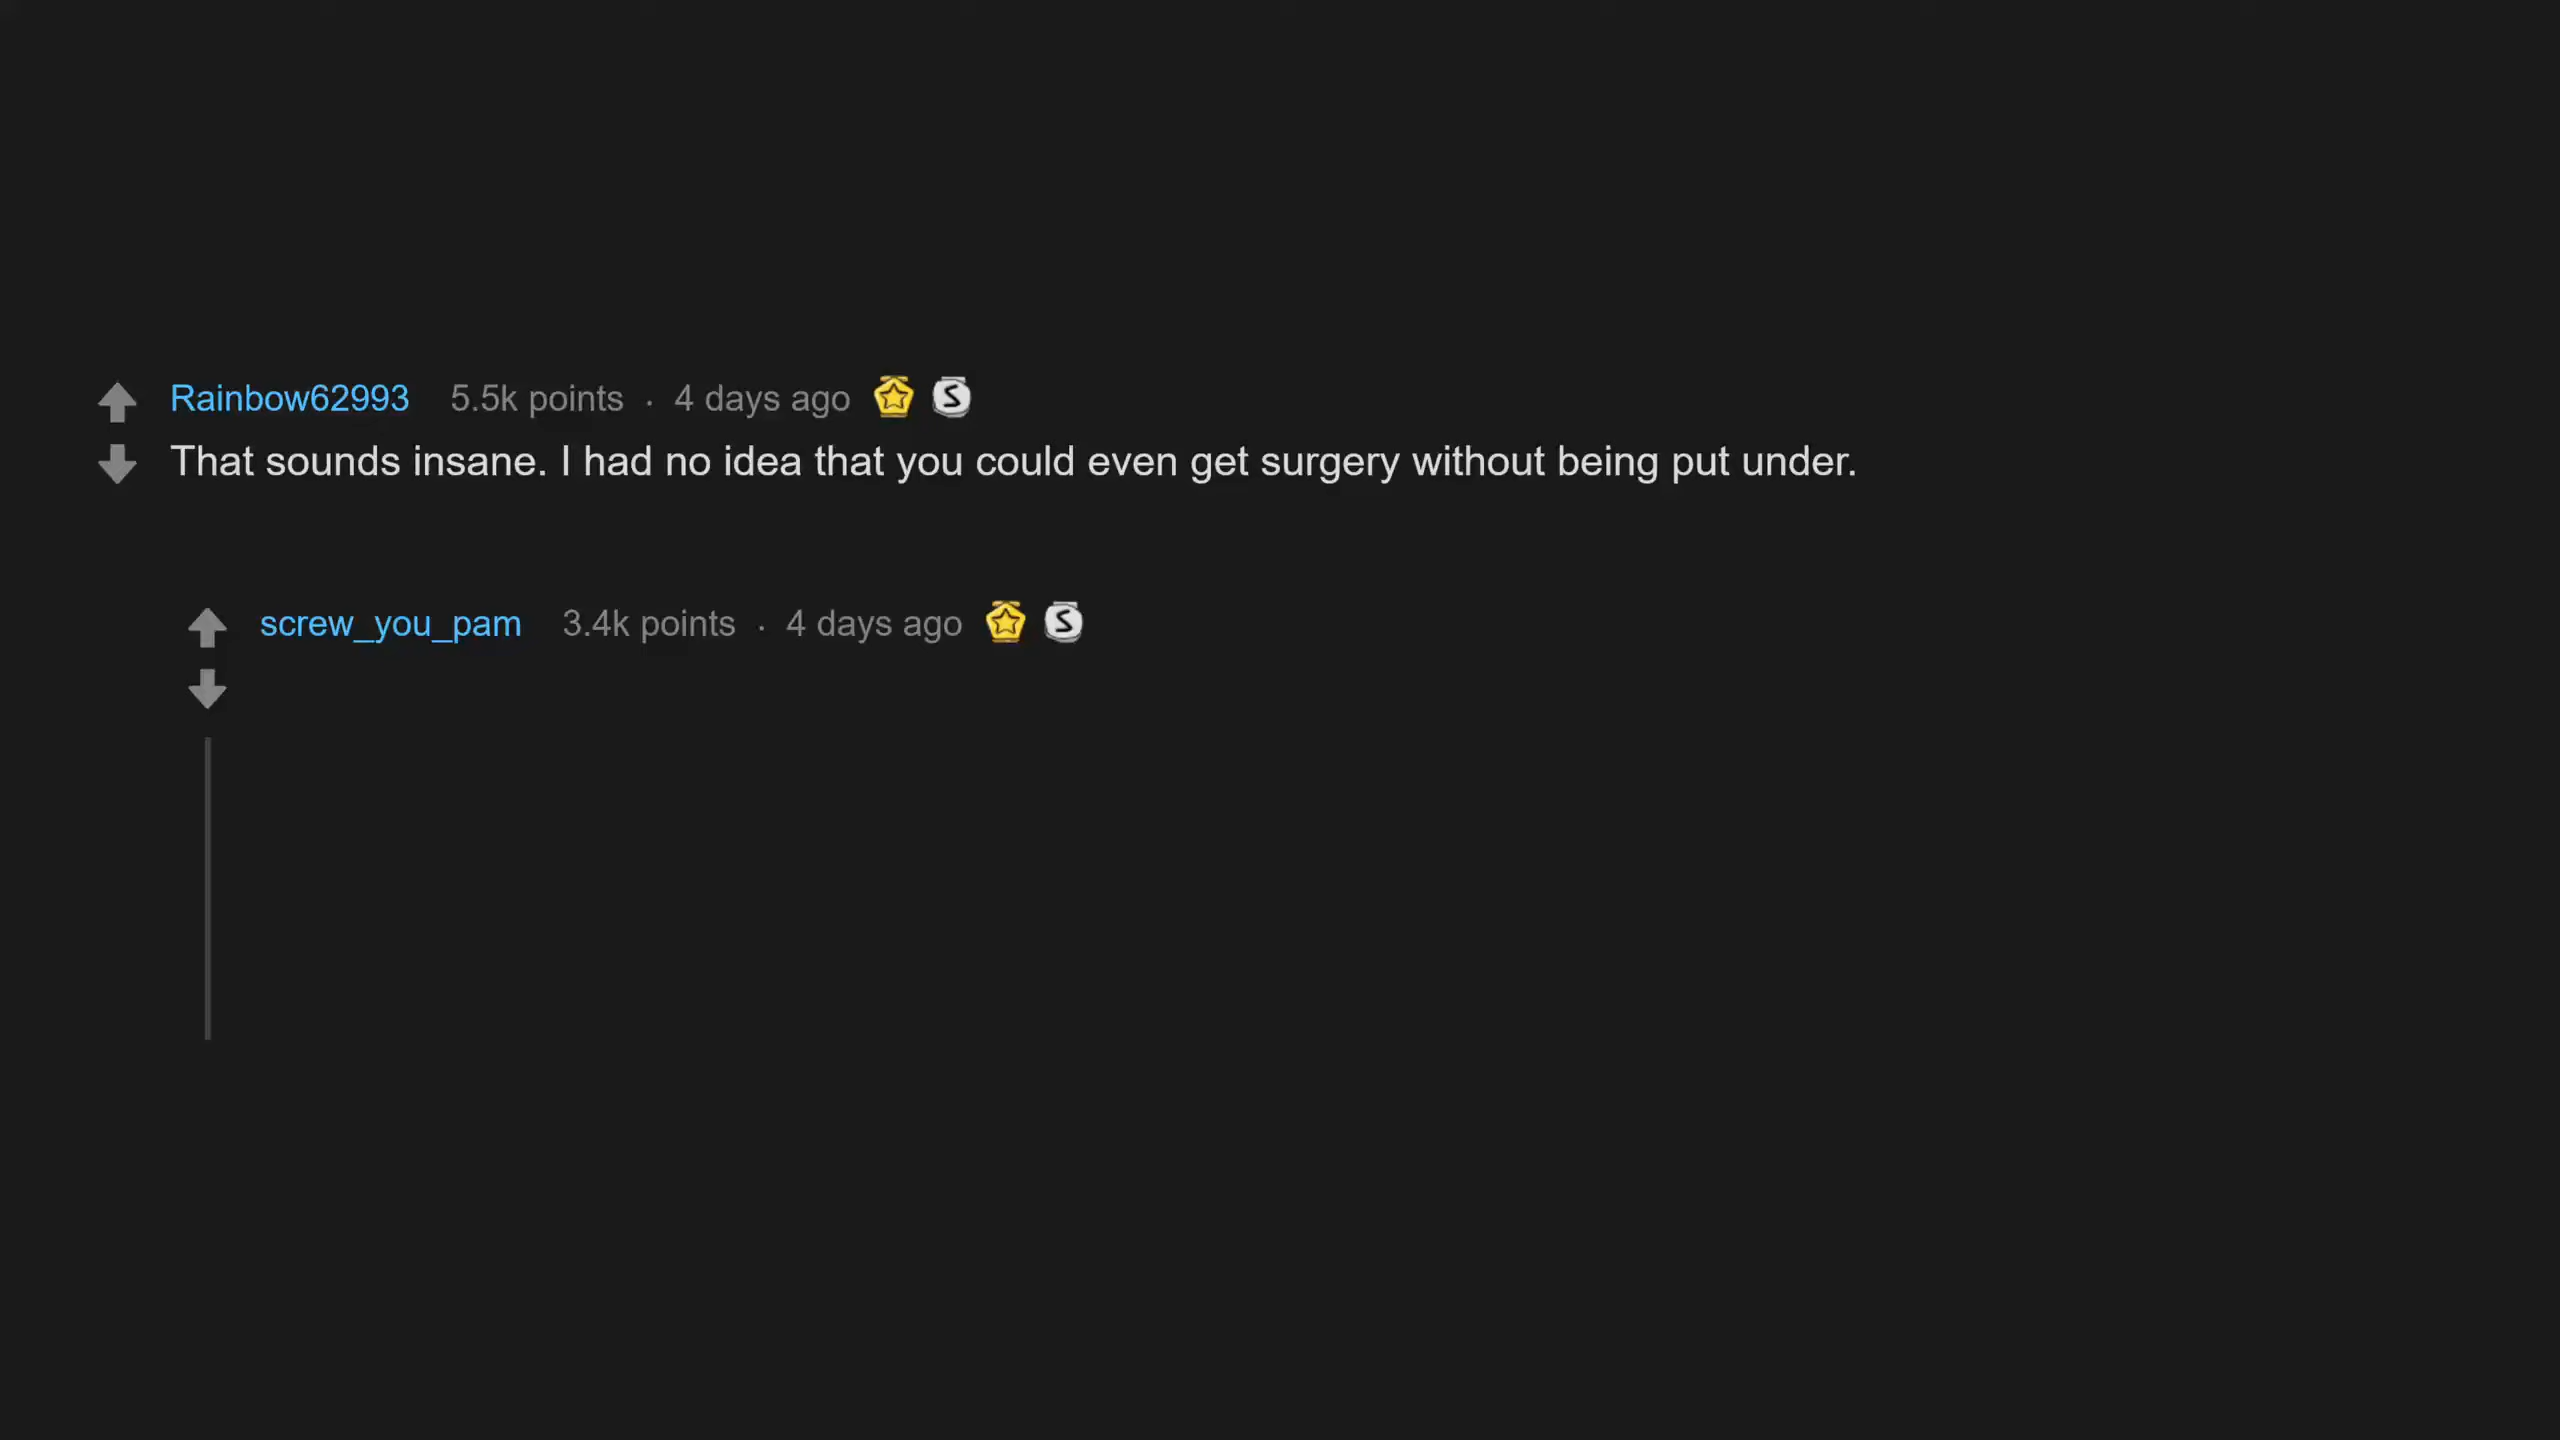 Rainbow62993 5.5k points · 4 days ago S
That sounds insane. I had no idea that you could even get surgery without being put under.
screw_you_pam 3.4k points · 4 days ago S